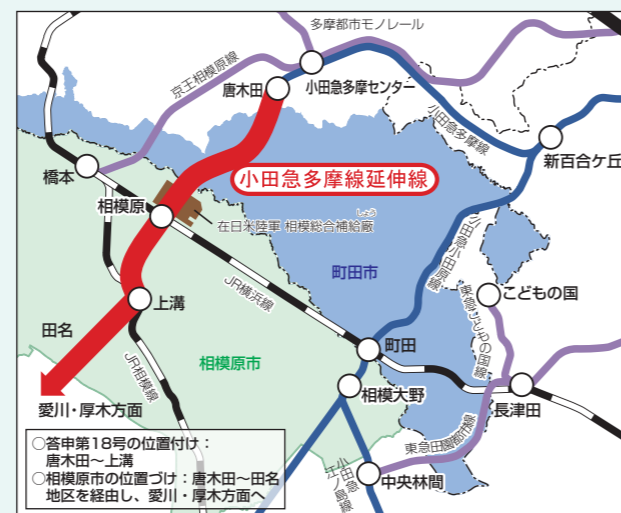 多摩都市モノレール
京王相模原線
唐木田
小田急多摩センター
小田急多摩線
新百合ケ丘
橋本
小田急多摩線延伸線
相模原
しょう
在日米陸軍 相模総合補給廠
小田急小田原線
町田市
こどもの国
東急こどもの国線
上溝
JR横浜線
田名
町田
JR相模線
相模原市
相模大野
長津田
愛川・厚木方面
東急田園都市線
小田急
江ノ島線
中央林間
○答申第18号の位置付け：
唐木田〜上溝
○相模原市の位置づけ：唐木田〜田名
地区を経由し、愛川・厚木方面へ